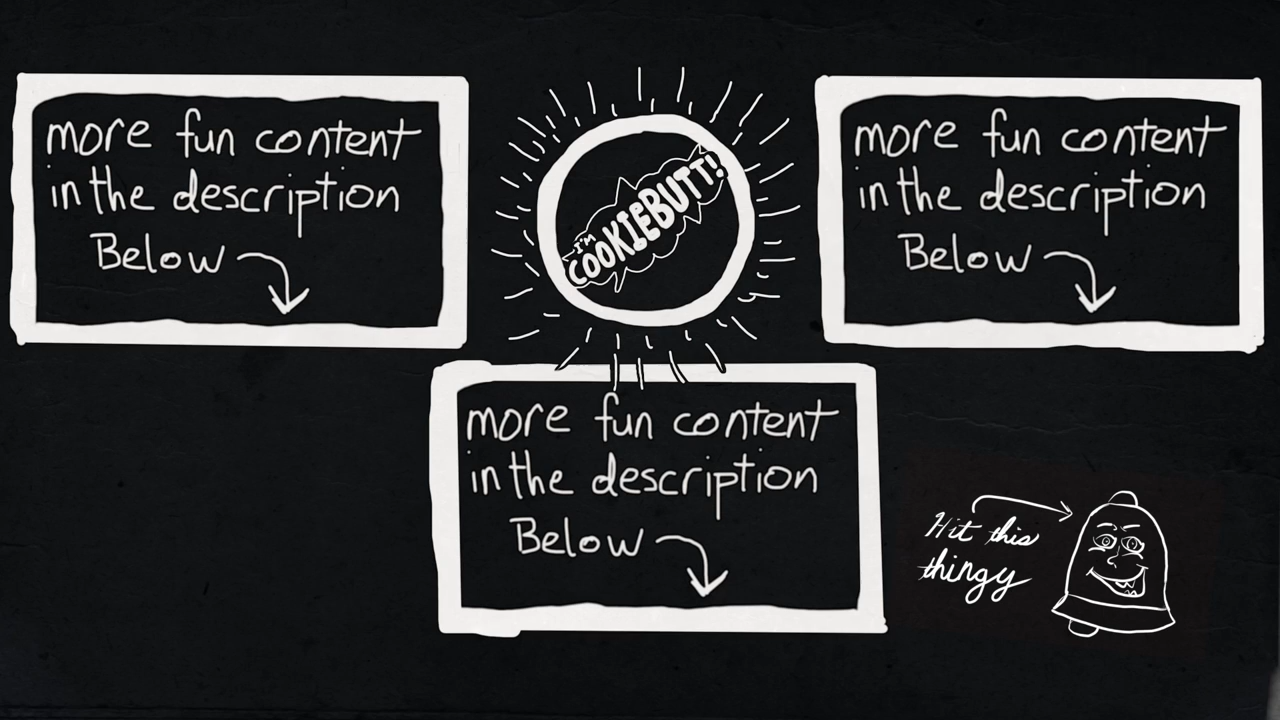 more fun content
in the description
Below
I'M
COOKIEBUTT!
more fun content
in the description
Below
more fun content
in the description
Below
Hit this
thingy